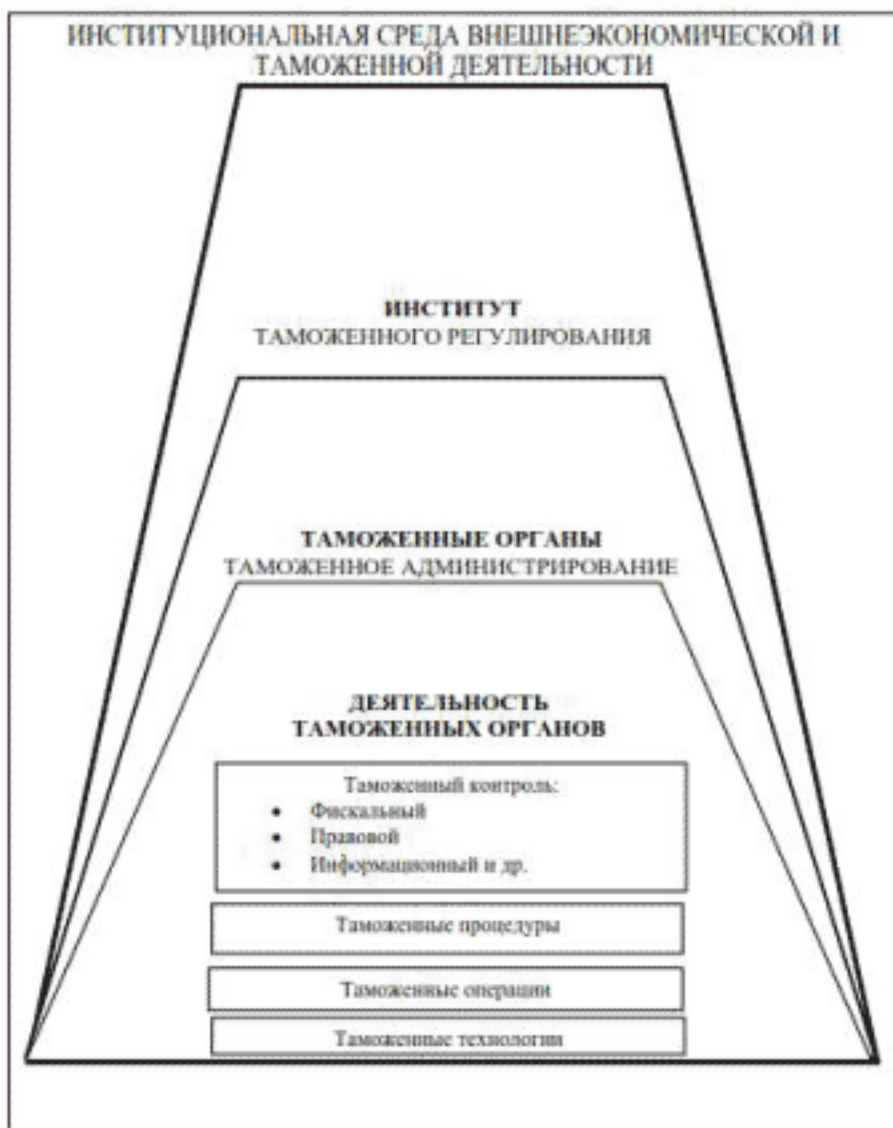 ИНСТИТУЦИОНАЛЬНАЯ СРЕДА ВНЕШНЕЭКОНОМИЧЕСКОЙ И
ТАМОЖЕННОЙ ДЕЯТЕЛЬНОСТИ
ИНСТИТУТ
ТАМОЖЕННОГО РЕГУЛИРОВАНИЯ
ТАМОЖЕННЫЕ ОРГАНЫ
ТАМОЖЕННОЕ АДМИНИСТРИРОВАНИЕ
ДЕЯТЕЛЬНОСТЬ
ТАМОЖЕННЫХ ОРГАНОВ
Таможенный контроль:
• Фискальный
• Правовой
• Информационный и др.
Таможенные процедуры
Таможенные операции
Таможенные технологии